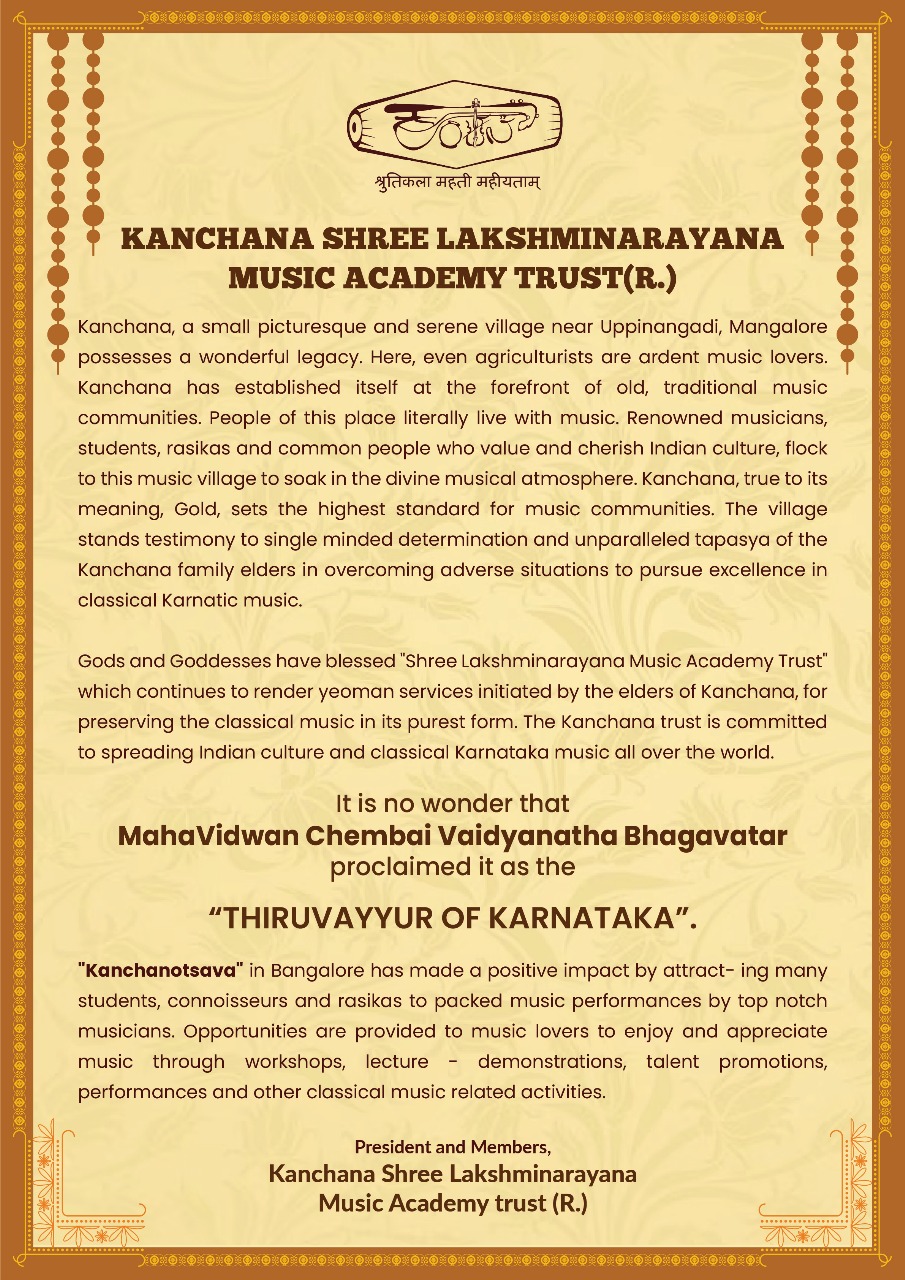 श्रुतिकला महती महीयताम्
KANCHANA SHREE LAKSHMINARAYANA
MUSIC ACADEMY TRUST(R.)
Kanchana, a small picturesque and serene village near Uppinangadi, Mangalore
possesses a wonderful legacy. Here, even agriculturists are ardent music lovers.
Kanchana has established itself at the forefront of old, traditional music
communities. People of this place literally live with music. Renowned musicians,
students, rasikas and common people who value and cherish Indian culture, flock
to this music village to soak in the divine musical atmosphere. Kanchana, true to its
meaning, Gold, sets the highest standard for music communities. The village
stands testimony to single minded determination and unparalleled tapasya of the
Kanchana family elders in overcoming adverse situations to pursue excellence in
classical Karnatic music.
Gods and Goddesses have blessed "Shree Lakshminarayana Music Academy Trust"
which continues to render yeoman services initiated by the elders of Kanchana, for
preserving the classical music in its purest form. The Kanchana trust is committed
to spreading Indian culture and classical Karnataka music all over the world.
It is no wonder that
MahaVidwan Chembai Vaidyanatha Bhagavatar
proclaimed it as the
“THIRUVAYYUR OF KARNATAKA”.
"Kanchanotsava" in Bangalore has made a positive impact by attract- ing many
students, connoisseurs and rasikas to packed music performances by top notch
musicians. Opportunities are provided to music lovers to enjoy and appreciate
music through workshops, lecture - demonstrations, talent promotions,
performances and other classical music related activities.
President and Members,
Kanchana Shree Lakshminarayana
Music Academy trust (R.)